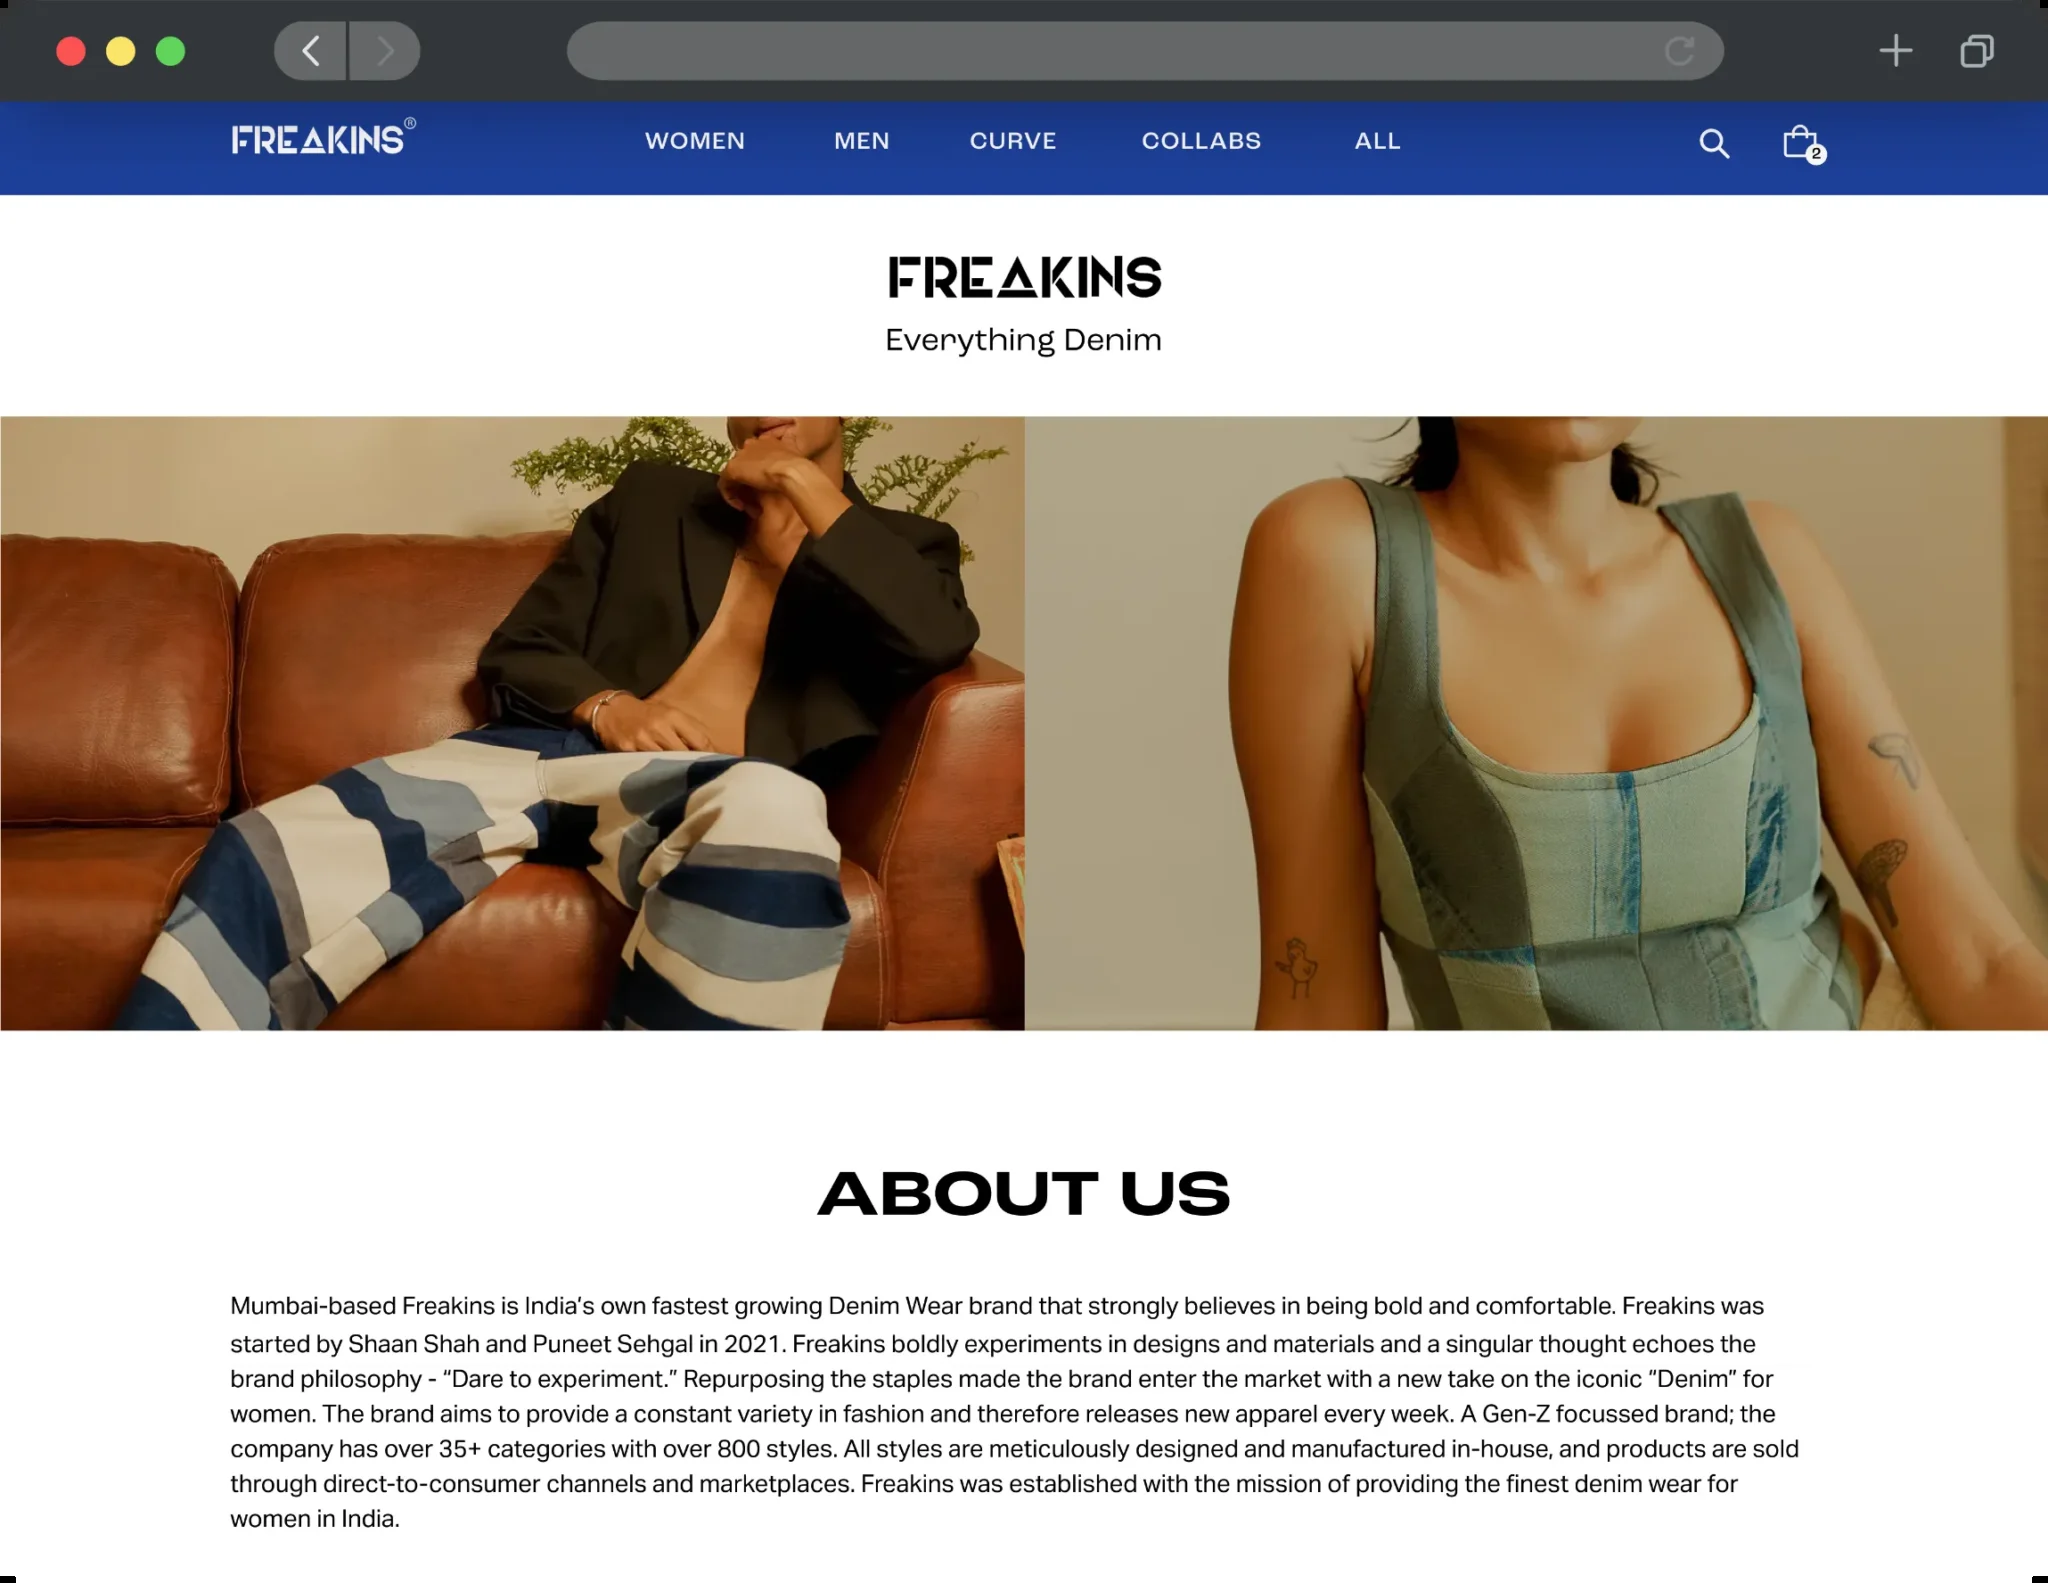 FREAKINS®
WOMEN MEN CURVE COLLABS ALL
2
FREAKINS
Everything Denim
ABOUT US
Mumbai-based Freakins is India’s own fastest growing Denim Wear brand that strongly believes in being bold and comfortable. Freakins was
started by Shaan Shah and Puneet Sehgal in 2021. Freakins boldly experiments in designs and materials and a singular thought echoes the
brand philosophy - “Dare to experiment.” Repurposing the staples made the brand enter the market with a new take on the iconic “Denim” for
women. The brand aims to provide a constant variety in fashion and therefore releases new apparel every week. A Gen-Z focussed brand; the
company has over 35+ categories with over 800 styles. All styles are meticulously designed and manufactured in-house, and products are sold
through direct-to-consumer channels and marketplaces. Freakins was established with the mission of providing the finest denim wear for
women in India.